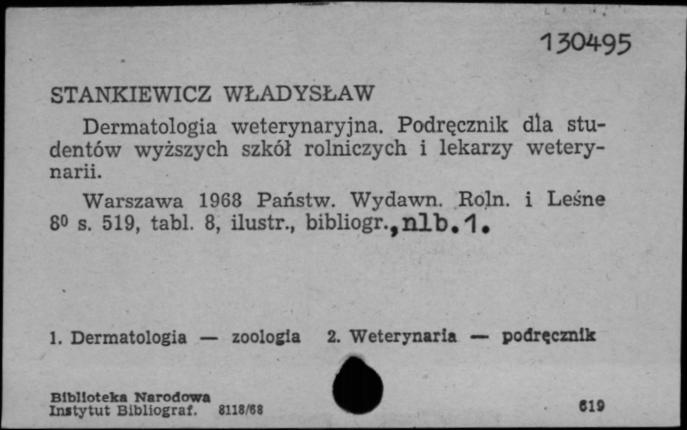 130495
STANKIEWICZ WŁADYSŁAW
Dermatologia weterynaryjna. Podręcznik dla stu-
dentów wyższych szkół rolniczych i lekarzy wetery-
narii.
Warszawa 1968 Państw. Wydawn. Roln. i Leśne
8⁰ s. 519, tabl. 8, ilustr., bibliogr., nlb. 1.
1. Dermatologia — zoologia 2. Weterynaria — podręcznik
Biblioteka Narodowa
Instytut Bibliograf. 8118/68 619